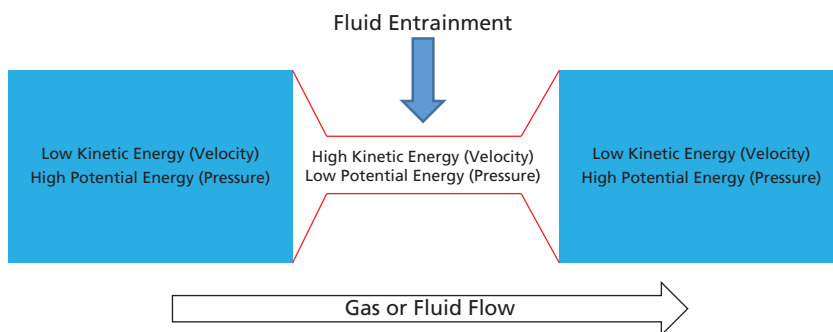 Fluid Entrainment
Low Kinetic Energy (Velocity)
High Potential Energy (Pressure)
High Kinetic Energy (Velocity)
Low Potential Energy (Pressure)
Low Kinetic Energy (Velocity)
High Potential Energy (Pressure)
Gas or Fluid Flow